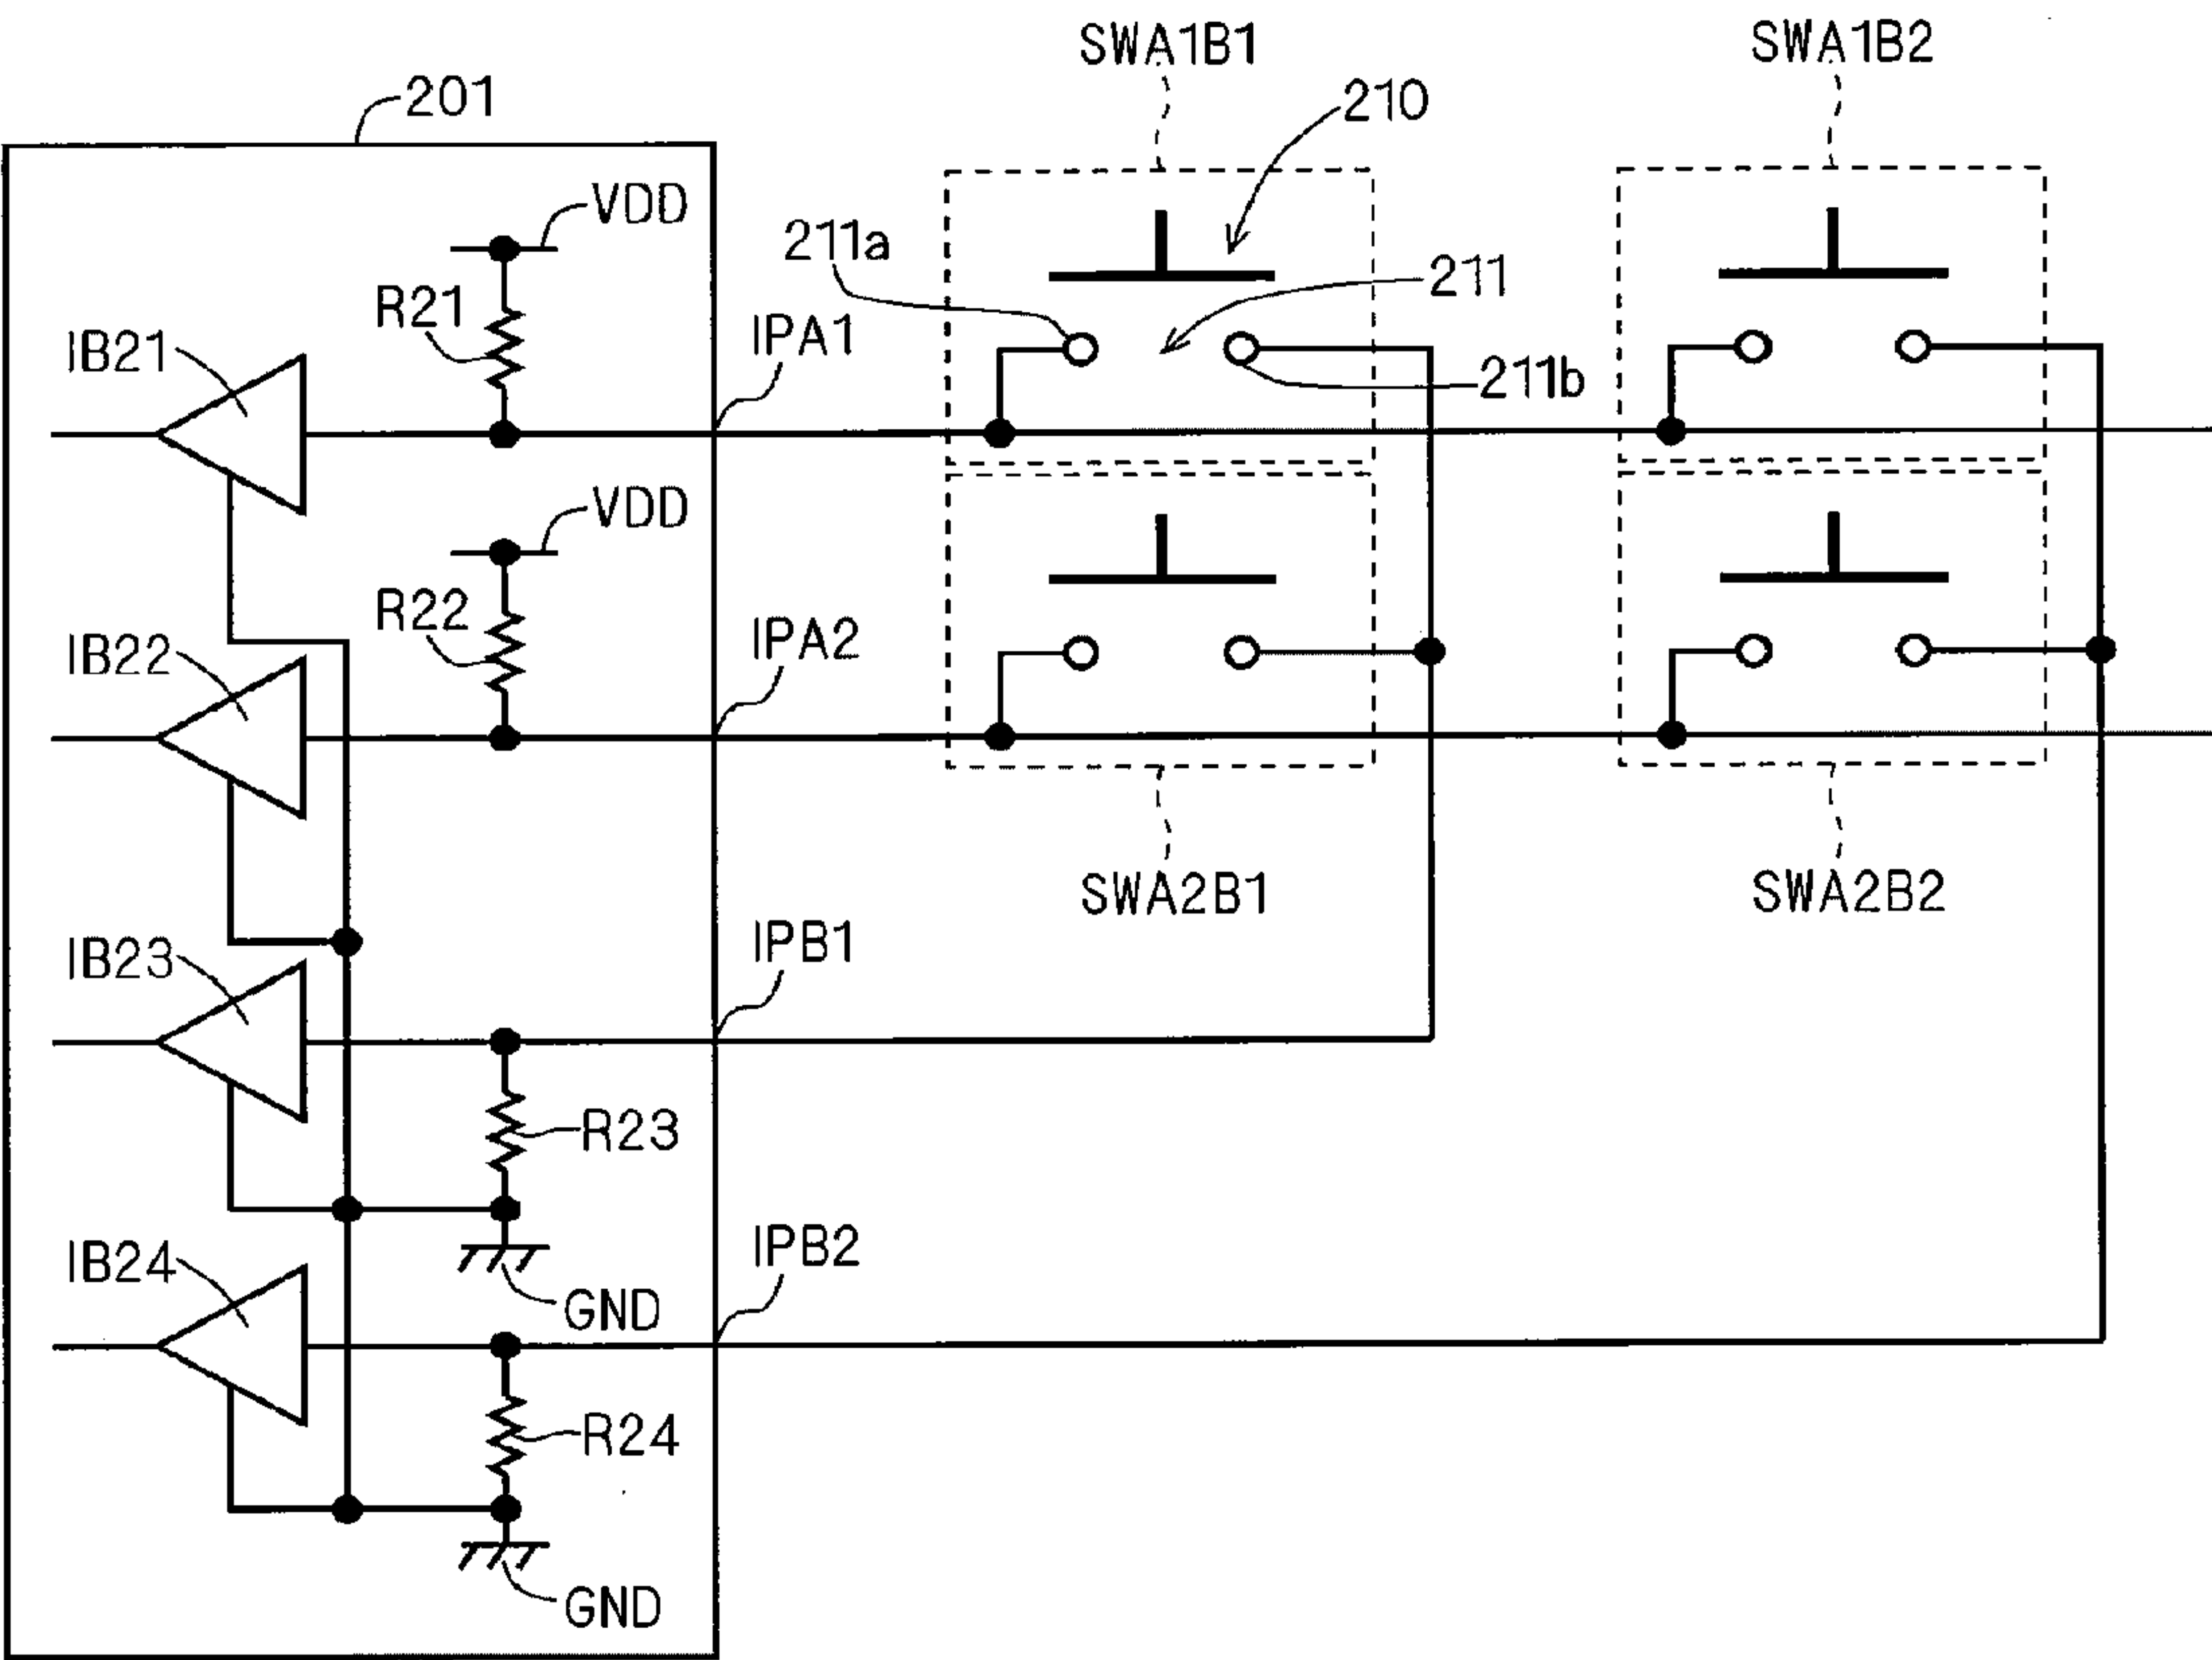 SWA1B1
SWA1B2
201
210
VDD
211a
R21
211
IPA1
IB21
211b
VDD
R22
IPA2
IB22
SWA2B1
SWA2B2
IPB1
IB23
R23
IPB2
IB24
GND
R24
GND